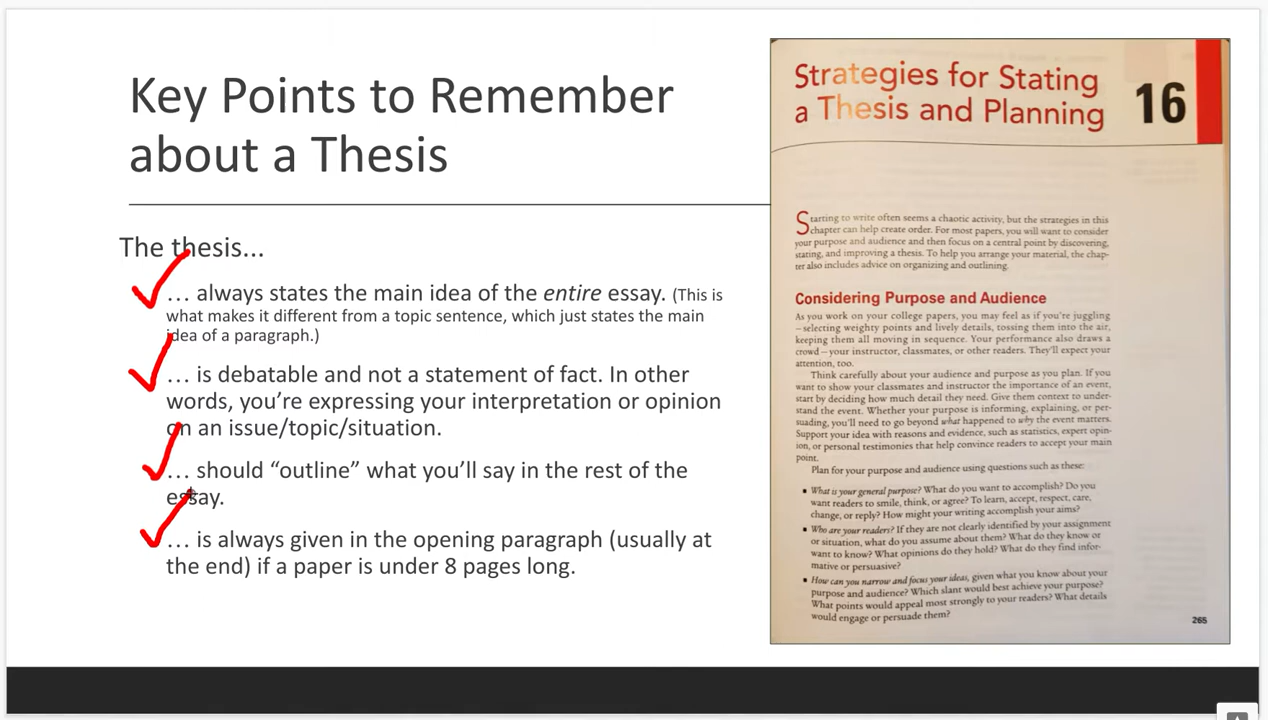 Key Points to Remember
about a Thesis
The thesis...
… always states the main idea of the entire essay. (This is
what makes it different from a topic sentence, which just states the main
idea of a paragraph.)
… is debatable and not a statement of fact. In other
words, you’re expressing your interpretation or opinion
on an issue/topic/situation.
… should “outline” what you’ll say in the rest of the
essay.
… is always given in the opening paragraph (usually at
the end) if a paper is under 8 pages long.
Strategies for Stating
a Thesis and Planning
16
Starting to write often seems a chaotic activity, but the strategies in this
chapter can help create order. For most papers, you will want to consider
your purpose and audience and then focus on a central point by discovering,
stating, and improving a thesis. To help you arrange your material, the chap-
ter also includes advice on organizing and outlining.
Considering Purpose and Audience
As you work on your college papers, you may feel as if you're juggling
—selecting weighty points and lively details, tossing them into the air,
keeping them all moving in sequence. Your performance also draws a
crowd—your instructor, classmates, or other readers. They'll expect your
attention, too.
Think carefully about your audience and purpose as you plan. If you
want to show your classmates and instructor the importance of an event,
start by deciding how much detail they need. Give them context to under-
stand the event. Whether your purpose is informing, explaining, or per-
suading, you'll need to go beyond what happened to why the event matters.
Support your idea with reasons and evidence, such as statistics, expert opin-
ion, or personal testimonies that help convince readers to accept your main
point.
Plan for your purpose and audience using questions such as these:
▪ What is your general purpose? What do you want to accomplish? Do you
want readers to smile, think, or agree? To learn, accept, respect, care,
change, or reply? How might your writing accomplish your aims?
▪ Who are your readers? If they are not clearly identified by your assignment
or situation, what do you assume about them? What do they know or
want to know? What opinions do they hold? What do they find infor-
mative or persuasive?
▪ How can you narrow and focus your ideas, given what you know about your
purpose and audience? Which slant would best achieve your purpose?
What points would appeal most strongly to your readers? What details
would engage or persuade them?
265